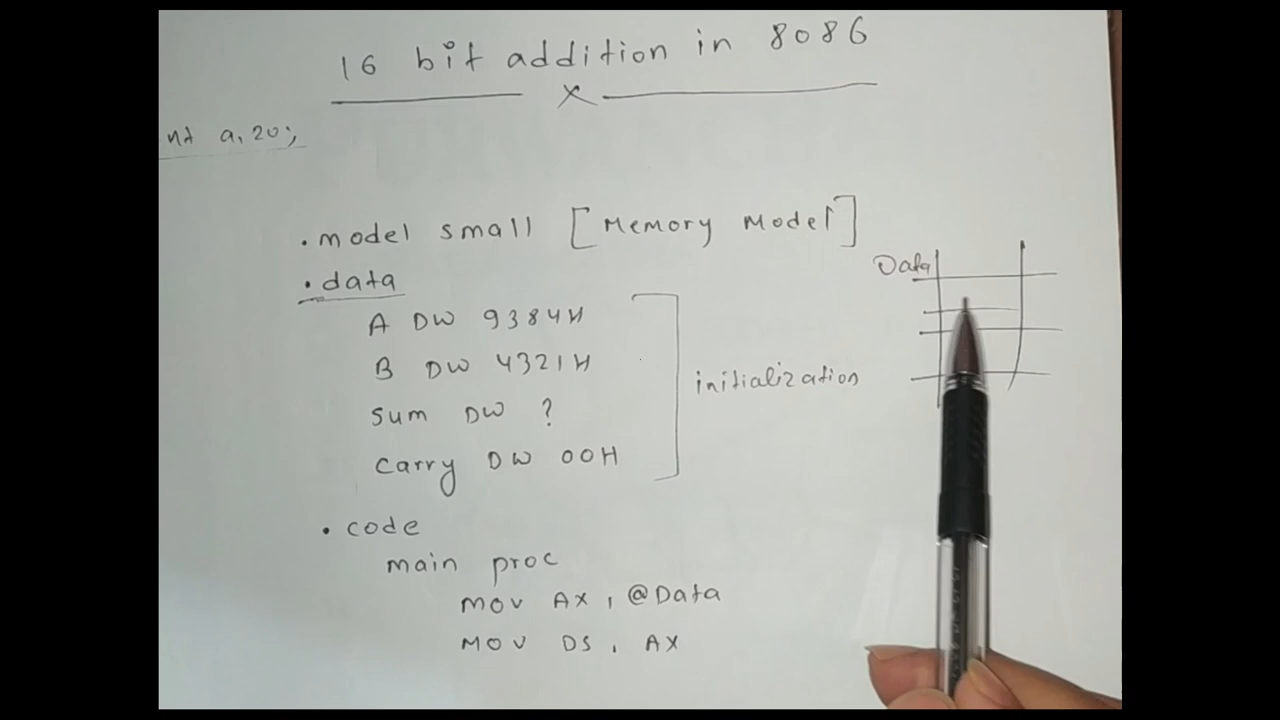 16 bit addition in 8086
x
nt a, 20;
.model small [Memory Model]
.data
Data
A DW 9384H
B DW 4321H
initialization
Sum DW ?
Carry DW 00H
.code
main proc
MOV AX, @Data
MOV DS, AX